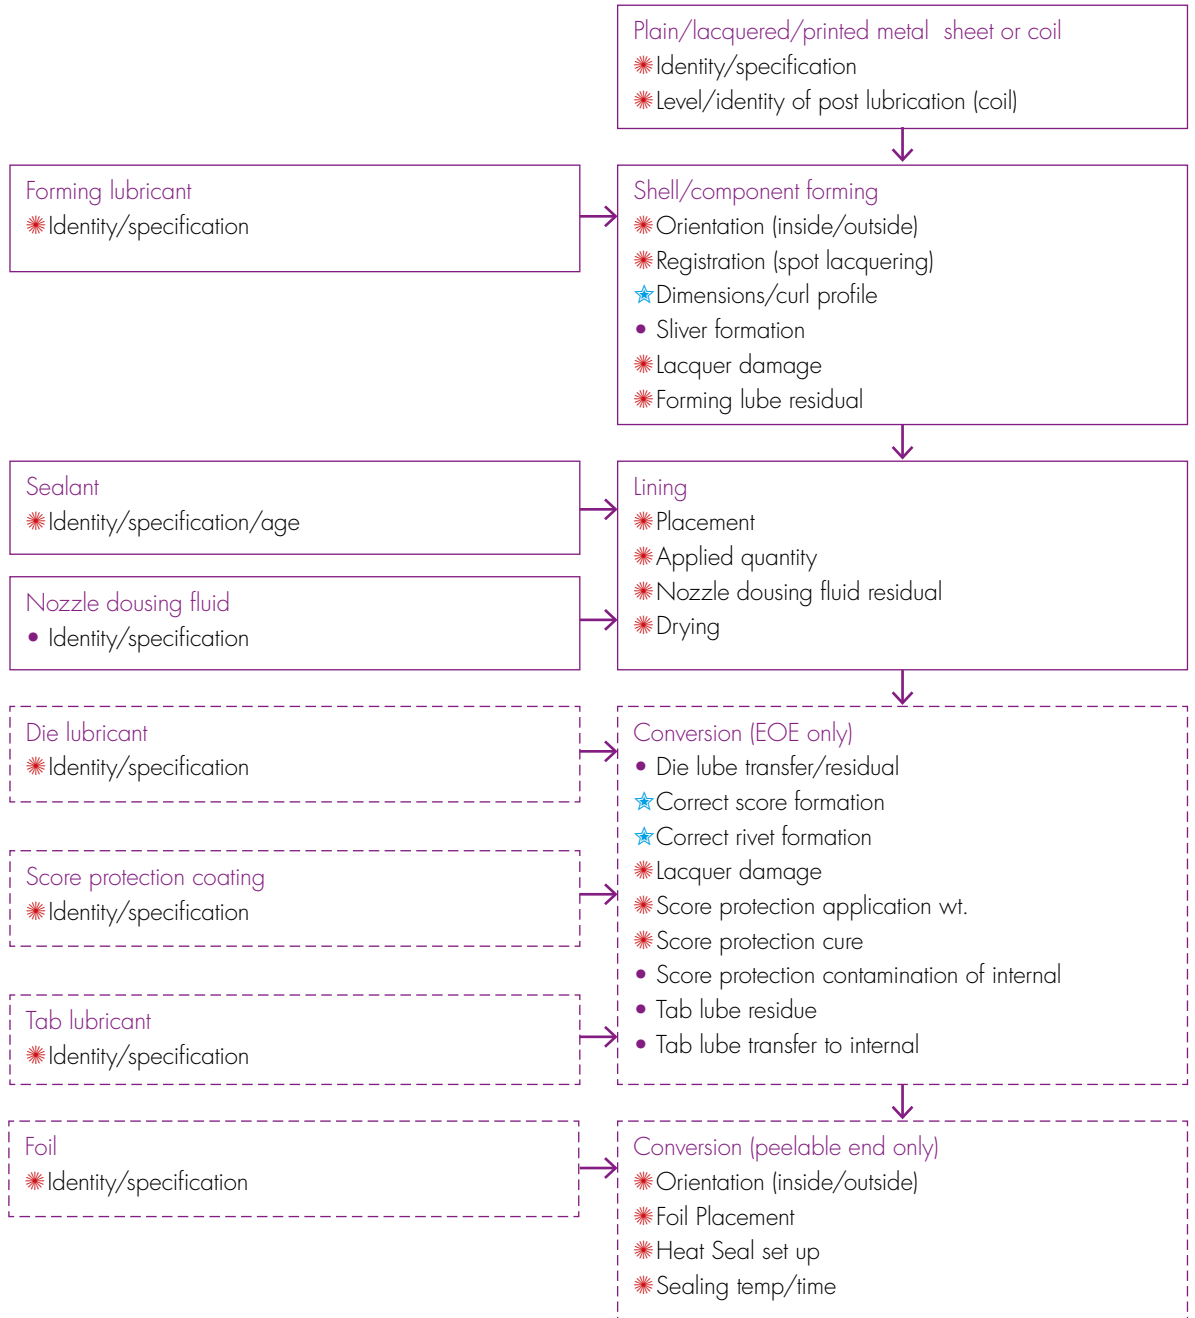 Plain/lacquered/printed metal sheet or coil
Identity/specification
Level/identity of post lubrication (coil)
Forming lubricant
Identity/specification
Shell/component forming
Orientation (inside/outside)
Registration (spot lacquering)
Dimensions/curl profile
• Sliver formation
Lacquer damage
Forming lube residual
Sealant
Identity/specification/age
Nozzle dousing fluid
• Identity/specification
Lining
Placement
Applied quantity
Nozzle dousing fluid residual
Drying
Die lubricant
Identity/specification
Score protection coating
Identity/specification
Tab lubricant
Identity/specification
Conversion (EOE only)
• Die lube transfer/residual
Correct score formation
Correct rivet formation
Lacquer damage
Score protection application wt.
Score protection cure
• Score protection contamination of internal
• Tab lube residue
• Tab lube transfer to internal
Foil
Identity/specification
Conversion (peelable end only)
Orientation (inside/outside)
Foil Placement
Heat Seal set up
Sealing temp/time